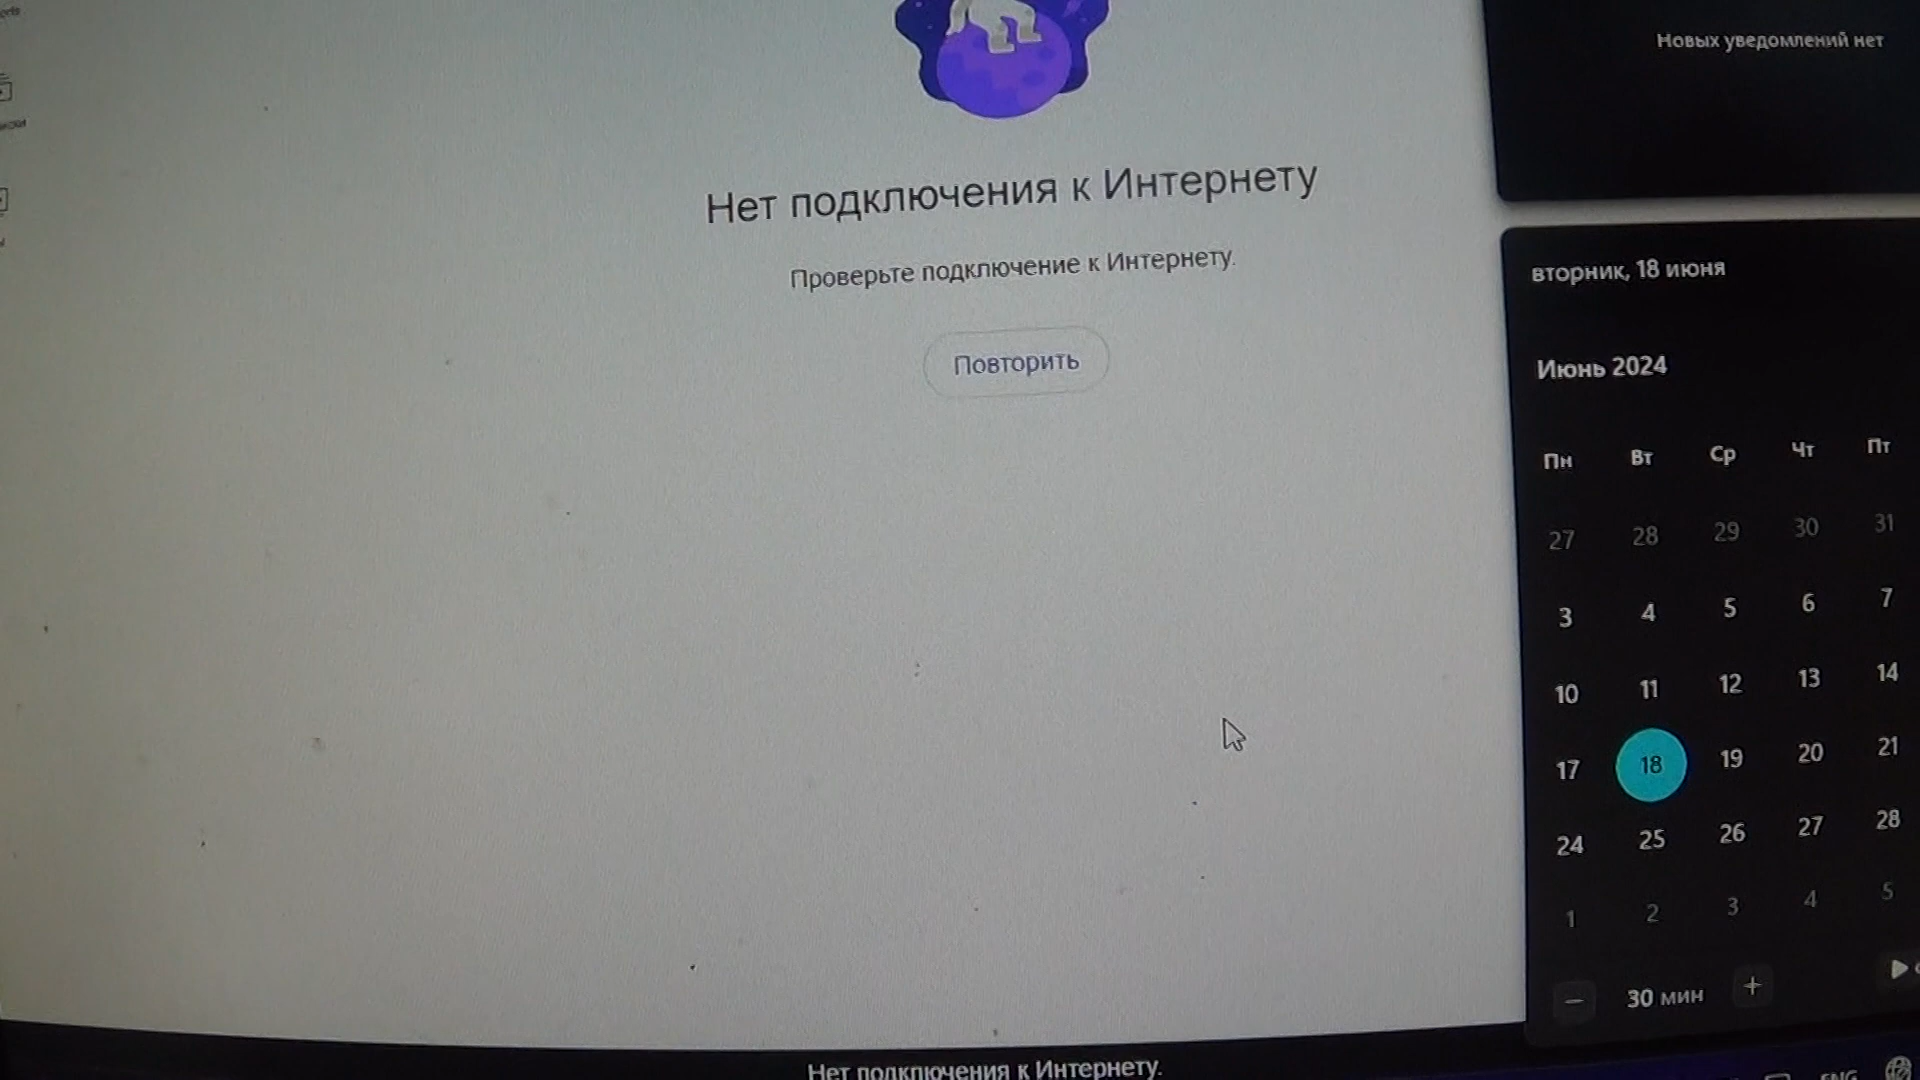 Новых уведомлений нет
Нет подключения к Интернету
Проверьте подключение к Интернету.
Повторить
вторник, 18 июня
Июнь 2024
Пн Вт Ср Чт Пт
27 28 29 30 31
3 4 5 6 7
10 11 12 13 14
17 18 19 20 21
24 25 26 27 28
1 2 3 4 5
30 мин
Нет подключения к Интернету.
ENG